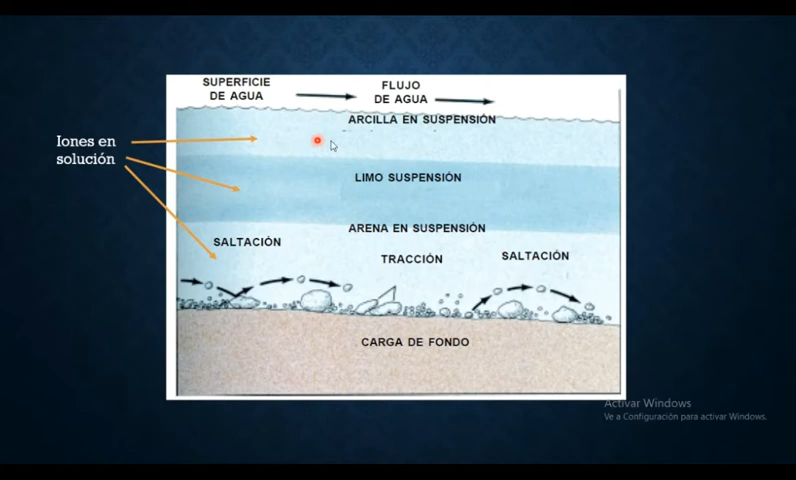 SUPERFICIE
DE AGUA
FLUJO
DE AGUA
ARCILLA EN SUSPENSIÓN
Iones en
solución
LIMO SUSPENSIÓN
ARENA EN SUSPENSIÓN
SALTACIÓN
TRACCIÓN
SALTACIÓN
CARGA DE FONDO
Activar Windows
Ve a Configuración para activar Windows.